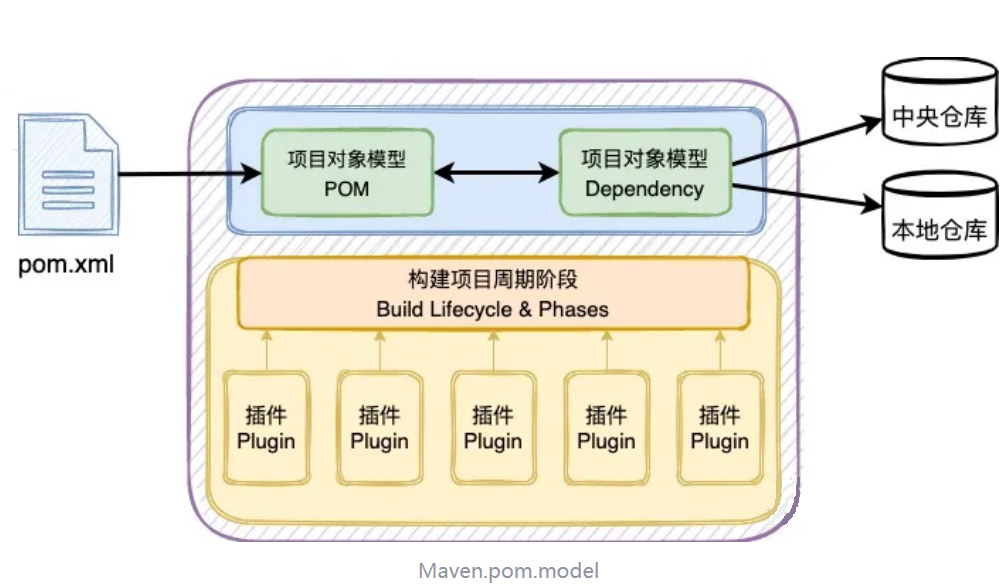 中央仓库
项目对象模型
POM
项目对象模型
Dependency
本地仓库
pom.xml
构建项目周期阶段
Build Lifecycle & Phases
插件
Plugin
插件
Plugin
插件
Plugin
插件
Plugin
插件
Plugin
Maven.pom.model